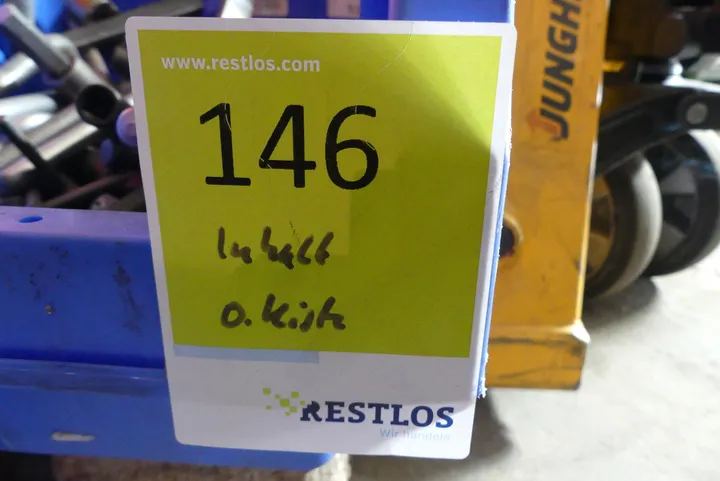 www.restlos.com
146
Inhalt
o. Kiste
RESTLOS
Wir handeln
JUNGH